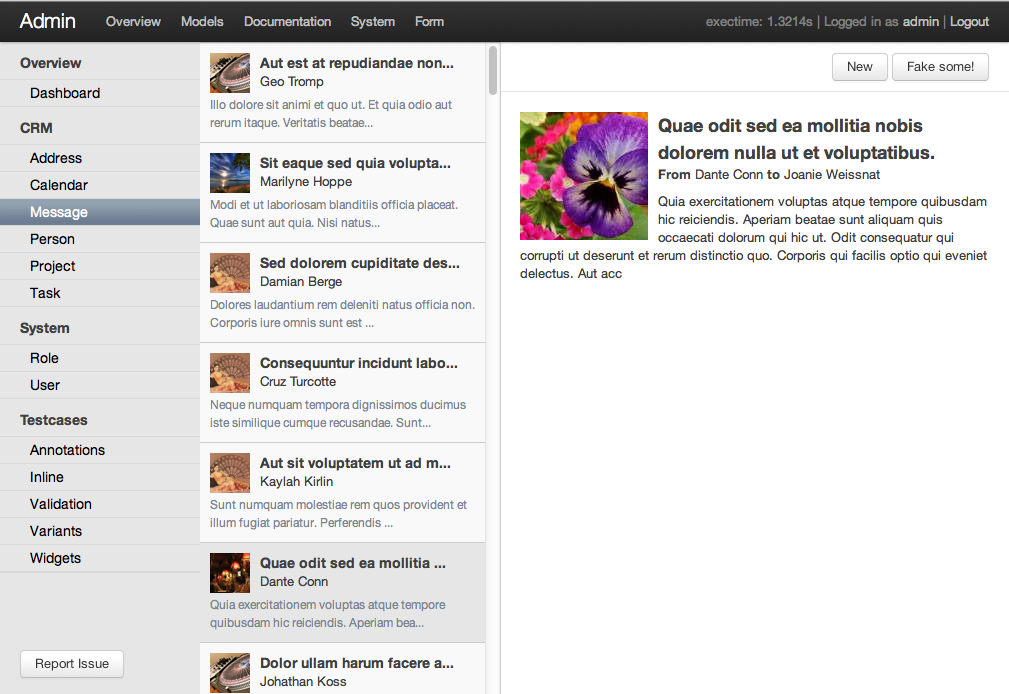 Admin
Overview Models Documentation System Form
exectime: 1.3214s | Logged in as admin | Logout
Overview
Dashboard
CRM
Address
Calendar
Message
Person
Project
Task
System
Role
User
Testcases
Annotations
Inline
Validation
Variants
Widgets
Report Issue
Aut est at repudiandae non...
Geo Tromp
Illo dolore sit animi et quo ut. Et quia odio aut
rerum itaque. Veritatis beatae...
Sit eaque sed quia volupta...
Marilyne Hoppe
Modi et ut laboriosam blanditiis officia placeat.
Quae sunt aut quia. Nisi natus...
Sed dolorem cupiditate des...
Damian Berge
Dolores laudantium rem deleniti natus officia non.
Corporis iure omnis sunt est ...
Consequuntur incidunt labo...
Cruz Turcotte
Neque numquam tempora dignissimos ducimus
iste similique cumque recusandae. Sunt...
Aut sit voluptatem ut ad m...
Kaylah Kirlin
Sunt numquam molestiae rem quos provident et
illum fugiat pariatur. Perferendis ...
Quae odit sed ea mollitia ...
Dante Conn
Quia exercitationem voluptas atque tempore
quibusdam hic reiciendis. Aperiam bea...
Dolor ullam harum facere a...
Johathan Koss
New
Fake some!
Quae odit sed ea mollitia nobis
dolorem nulla ut et voluptatibus.
From Dante Conn to Joanie Weissnat
Quia exercitationem voluptas atque tempore quibusdam
hic reiciendis. Aperiam beatae sunt aliquam quis
occaecati dolorum qui hic ut. Odit consequatur qui
corrupti ut deserunt et rerum distinctio quo. Corporis qui facilis optio qui eveniet
delectus. Aut acc